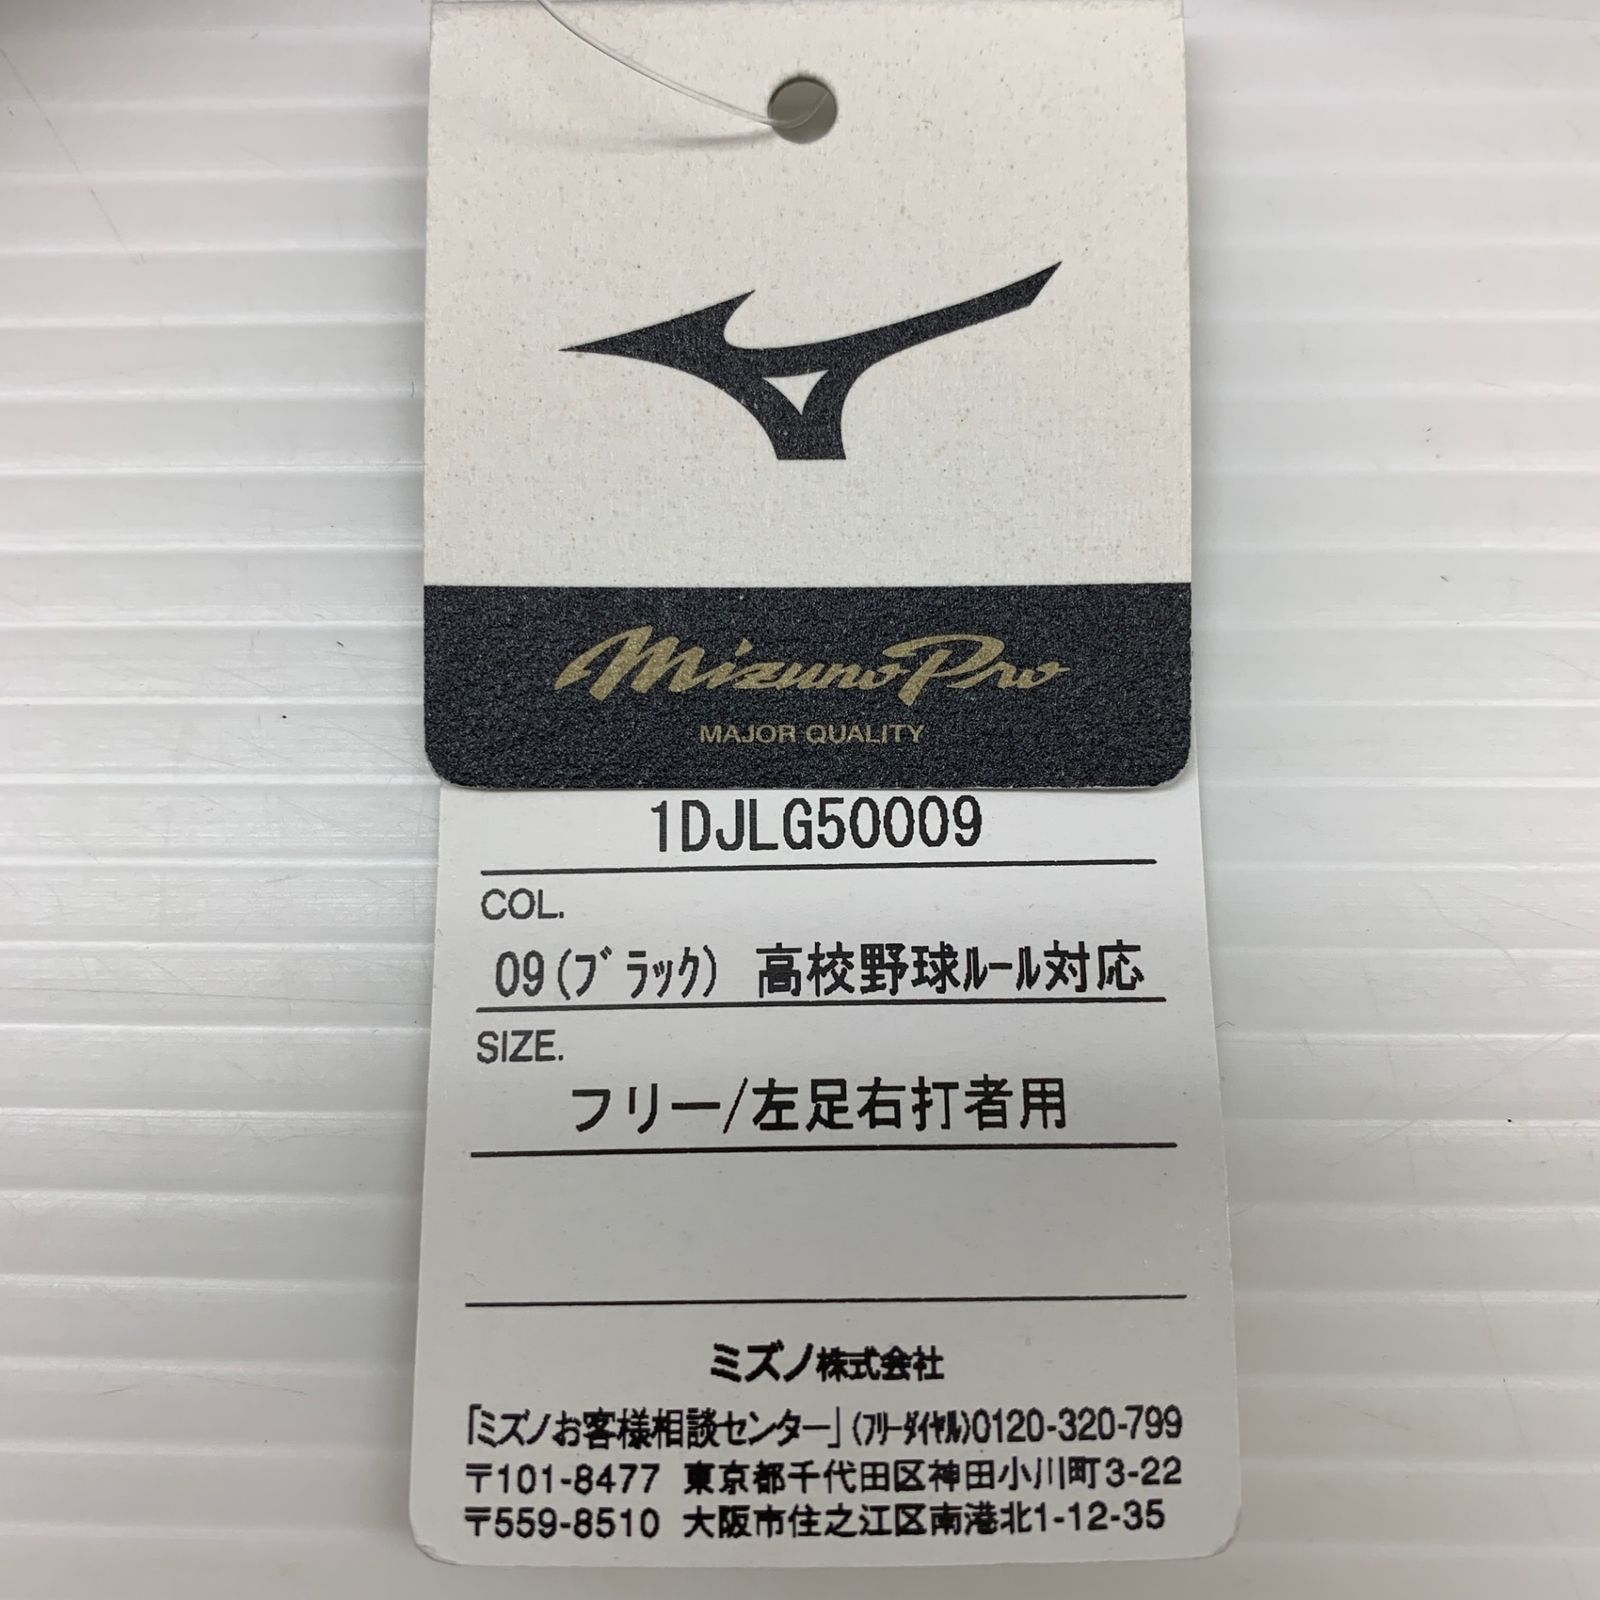 Mizuno Pro
MAJOR QUALITY
1DJLG50009
COL.
09(ﾌﾞﾗｯｸ) 高校野球ﾙｰﾙ対応
SIZE.
フリー/左足右打者用
ミズノ株式会社
「ミズノお客様相談センター」(ﾌﾘｰﾀﾞｲﾔﾙ)0120-320-799
〒101-8477 東京都千代田区神田小川町3-22
〒559-8510 大阪市住之江区南港北1-12-35